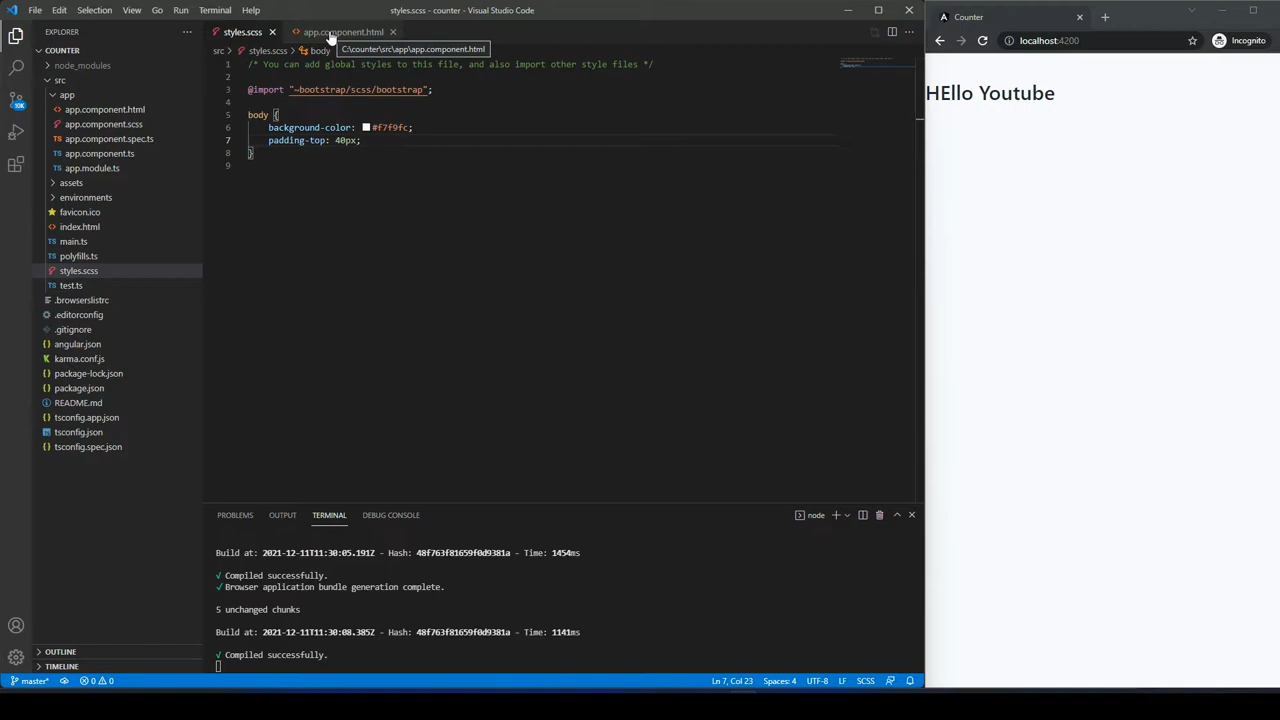 File Edit Selection View Go Run Terminal Help
styles.scss - counter - Visual Studio Code
EXPLORER
COUNTER
node_modules
src
app
app.component.html
app.component.scss
app.component.spec.ts
app.component.ts
app.module.ts
assets
environments
favicon.ico
index.html
TS main.ts
TS polyfills.ts
styles.scss
TS test.ts
.browserslistrc
.editorconfig
.gitignore
angular.json
karma.conf.js
package-lock.json
package.json
README.md
tsconfig.app.json
tsconfig.json
tsconfig.spec.json
OUTLINE
TIMELINE
10K
styles.scss
app.component.html
src > styles.scss > body
C:\counter\src\app\app.component.html
1 /* You can add global styles to this file, and also import other style files */
2
3 @import "~bootstrap/scss/bootstrap";
4
5 body {
6 background-color: #f7f9fc;
7 padding-top: 40px;
8 }
9
PROBLEMS OUTPUT TERMINAL DEBUG CONSOLE
node
Build at: 2021-12-11T11:30:05.191Z - Hash: 48f763f81659f0d9381a - Time: 1454ms
√ Compiled successfully.
√ Browser application bundle generation complete.
5 unchanged chunks
Build at: 2021-12-11T11:30:08.385Z - Hash: 48f763f81659f0d9381a - Time: 1141ms
√ Compiled successfully.
master* 0 0
Ln 7, Col 23 Spaces: 4 UTF-8 LF SCSS
Counter
localhost:4200
Incognito
HEllo Youtube